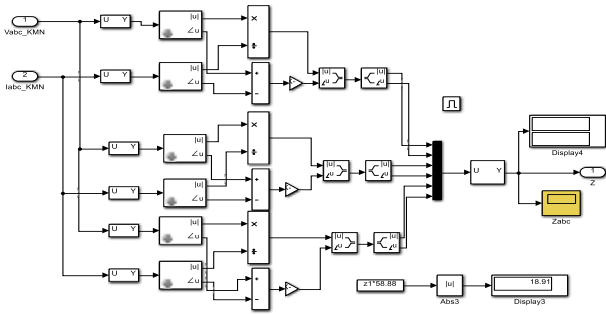 1
Vabc_KMN
2
Iabc_KMN
U Y
|u|
∠u
×
÷
+
−
|u|
∠u
U Y
|u|
∠u
U Y
|u|
∠u
×
÷
+
−
|u|
∠u
U Y
|u|
∠u
U Y
|u|
∠u
×
÷
+
−
|u|
∠u
U Y
|u|
∠u
U Y
Display4
1
Z
Zabc
z1*58.88
|u|
Abs3
18.91
Display3